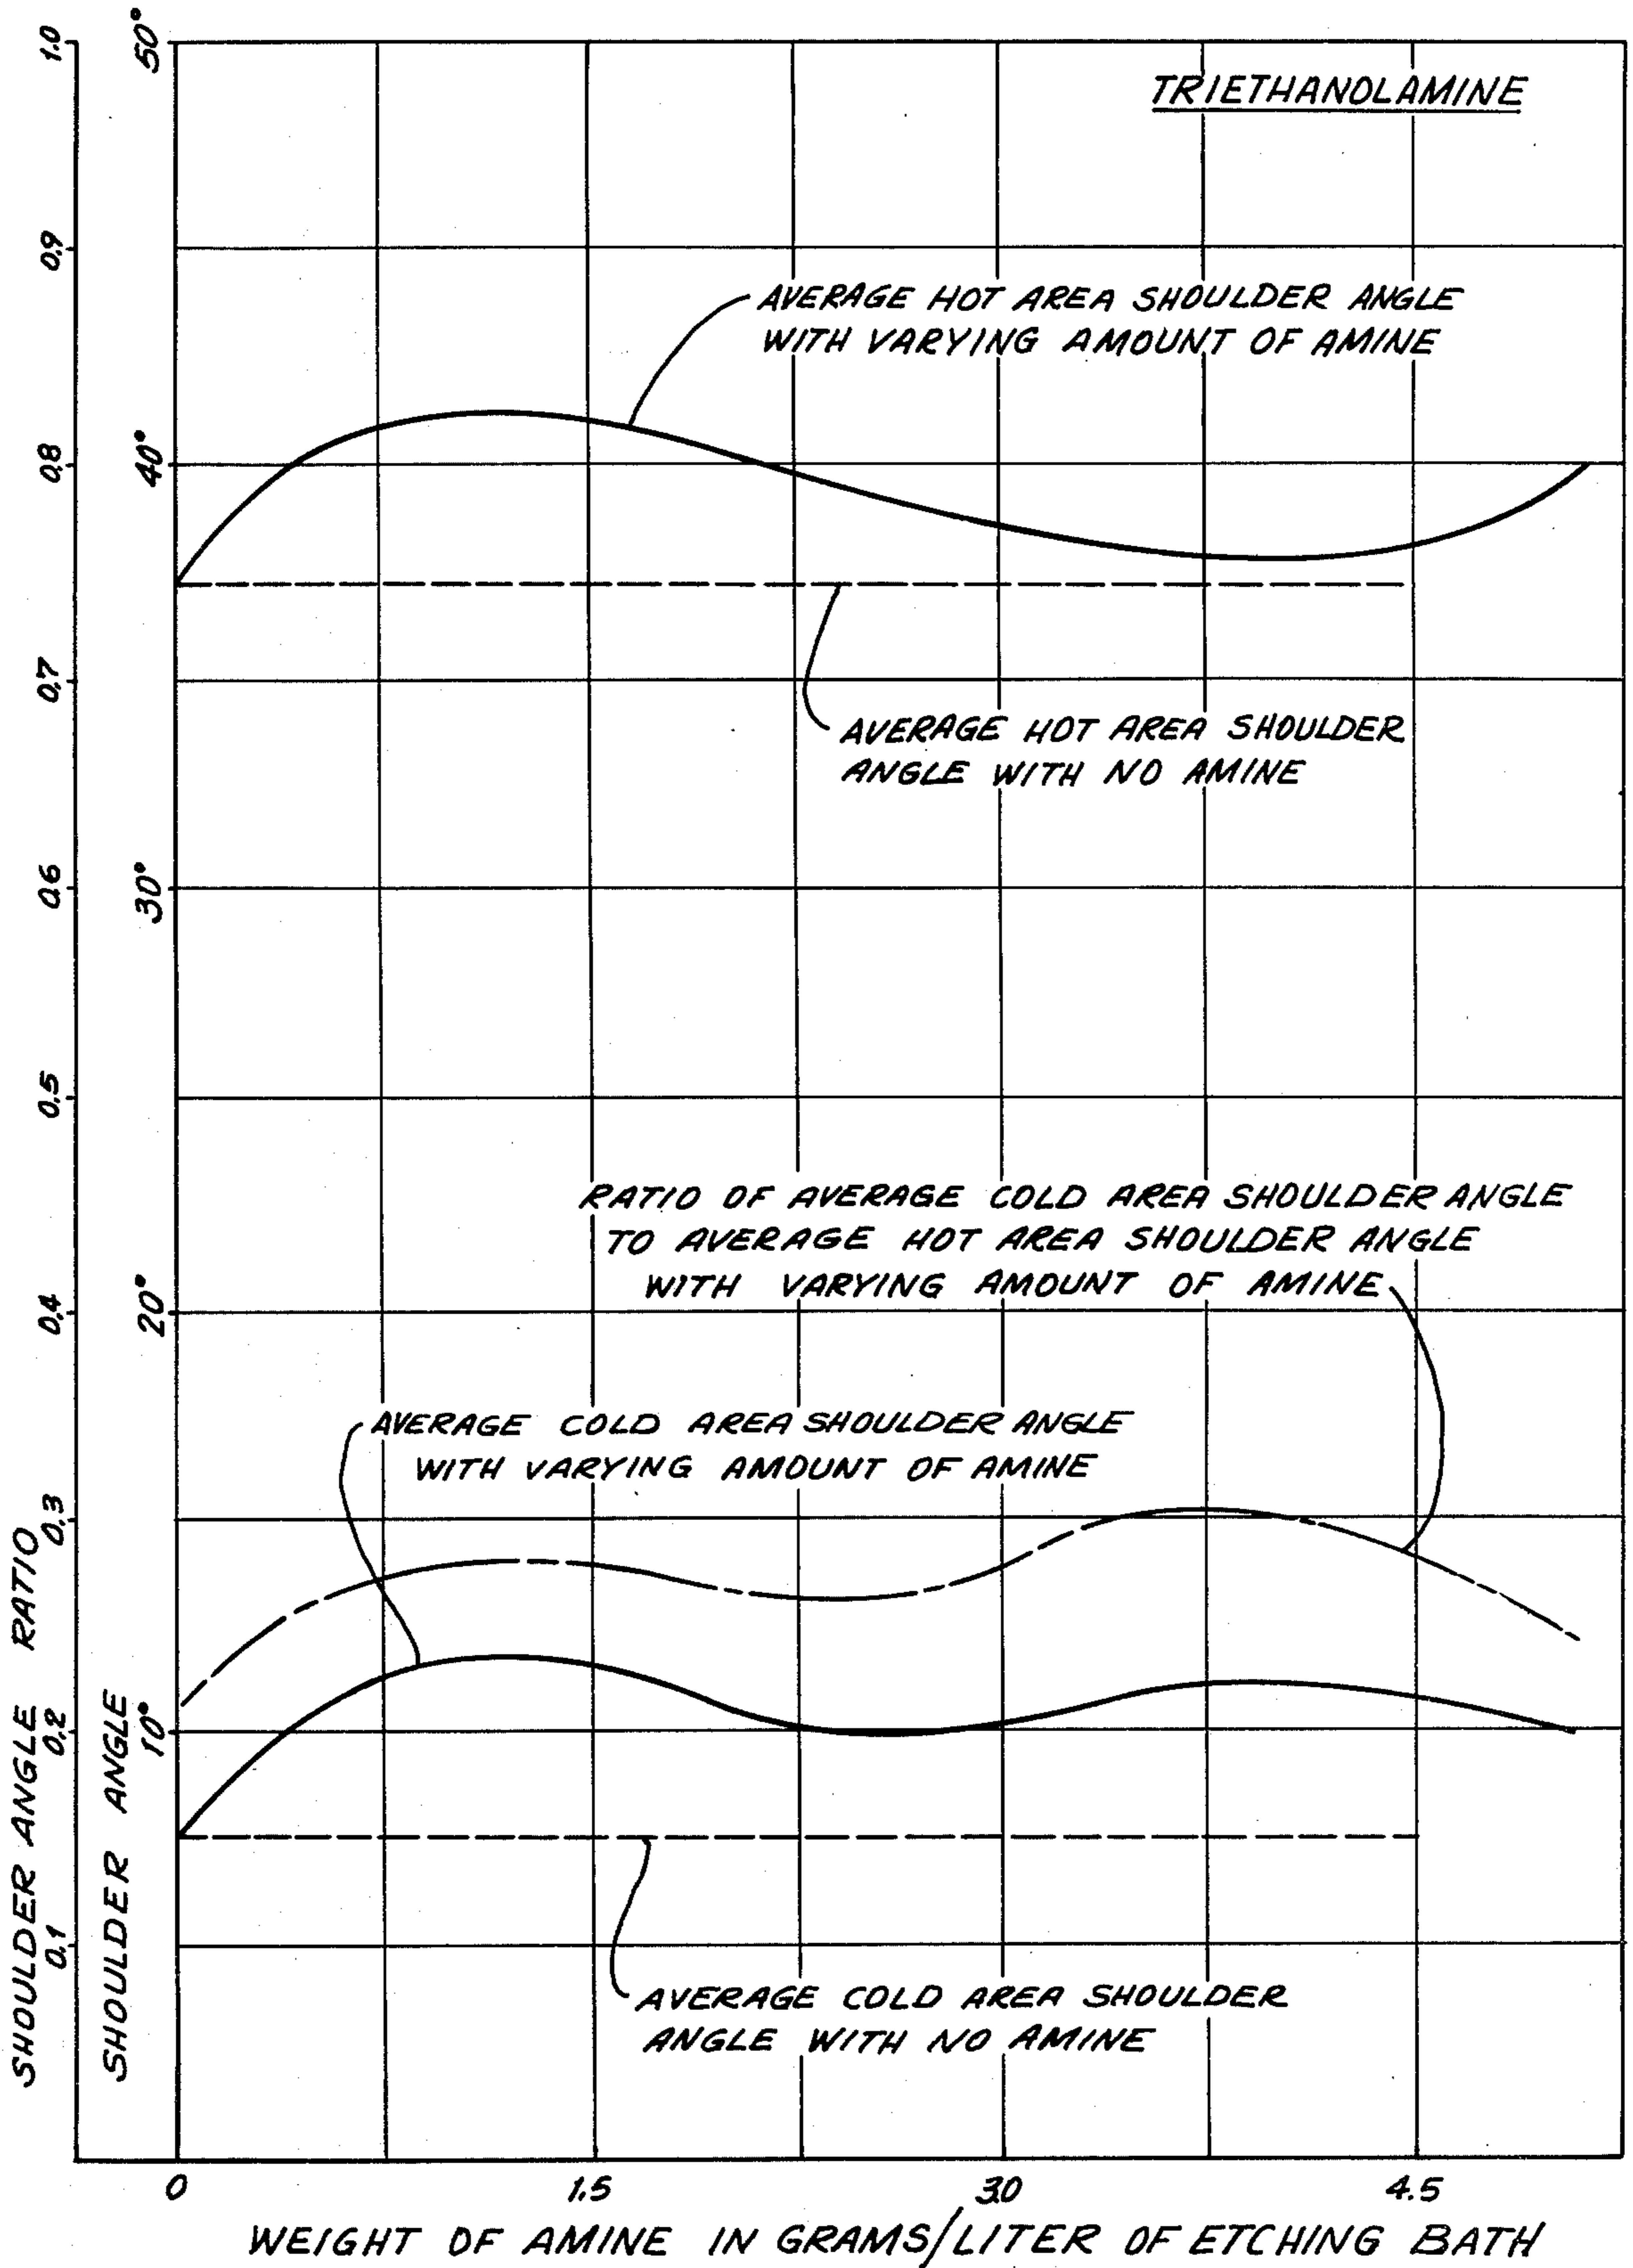 TRIETHANOLAMINE
1.0
0.9
0.8
0.7
0.6
0.5
0.4
0.3
0.2
0.1
SHOULDER ANGLE RATIO
50°
40°
30°
20°
10°
SHOULDER ANGLE
AVERAGE HOT AREA SHOULDER ANGLE
WITH VARYING AMOUNT OF AMINE
AVERAGE HOT AREA SHOULDER
ANGLE WITH NO AMINE
RATIO OF AVERAGE COLD AREA SHOULDER ANGLE
TO AVERAGE HOT AREA SHOULDER ANGLE
WITH VARYING AMOUNT OF AMINE
AVERAGE COLD AREA SHOULDER ANGLE
WITH VARYING AMOUNT OF AMINE
AVERAGE COLD AREA SHOULDER
ANGLE WITH NO AMINE
0 1.5 3.0 4.5
WEIGHT OF AMINE IN GRAMS/LITER OF ETCHING BATH